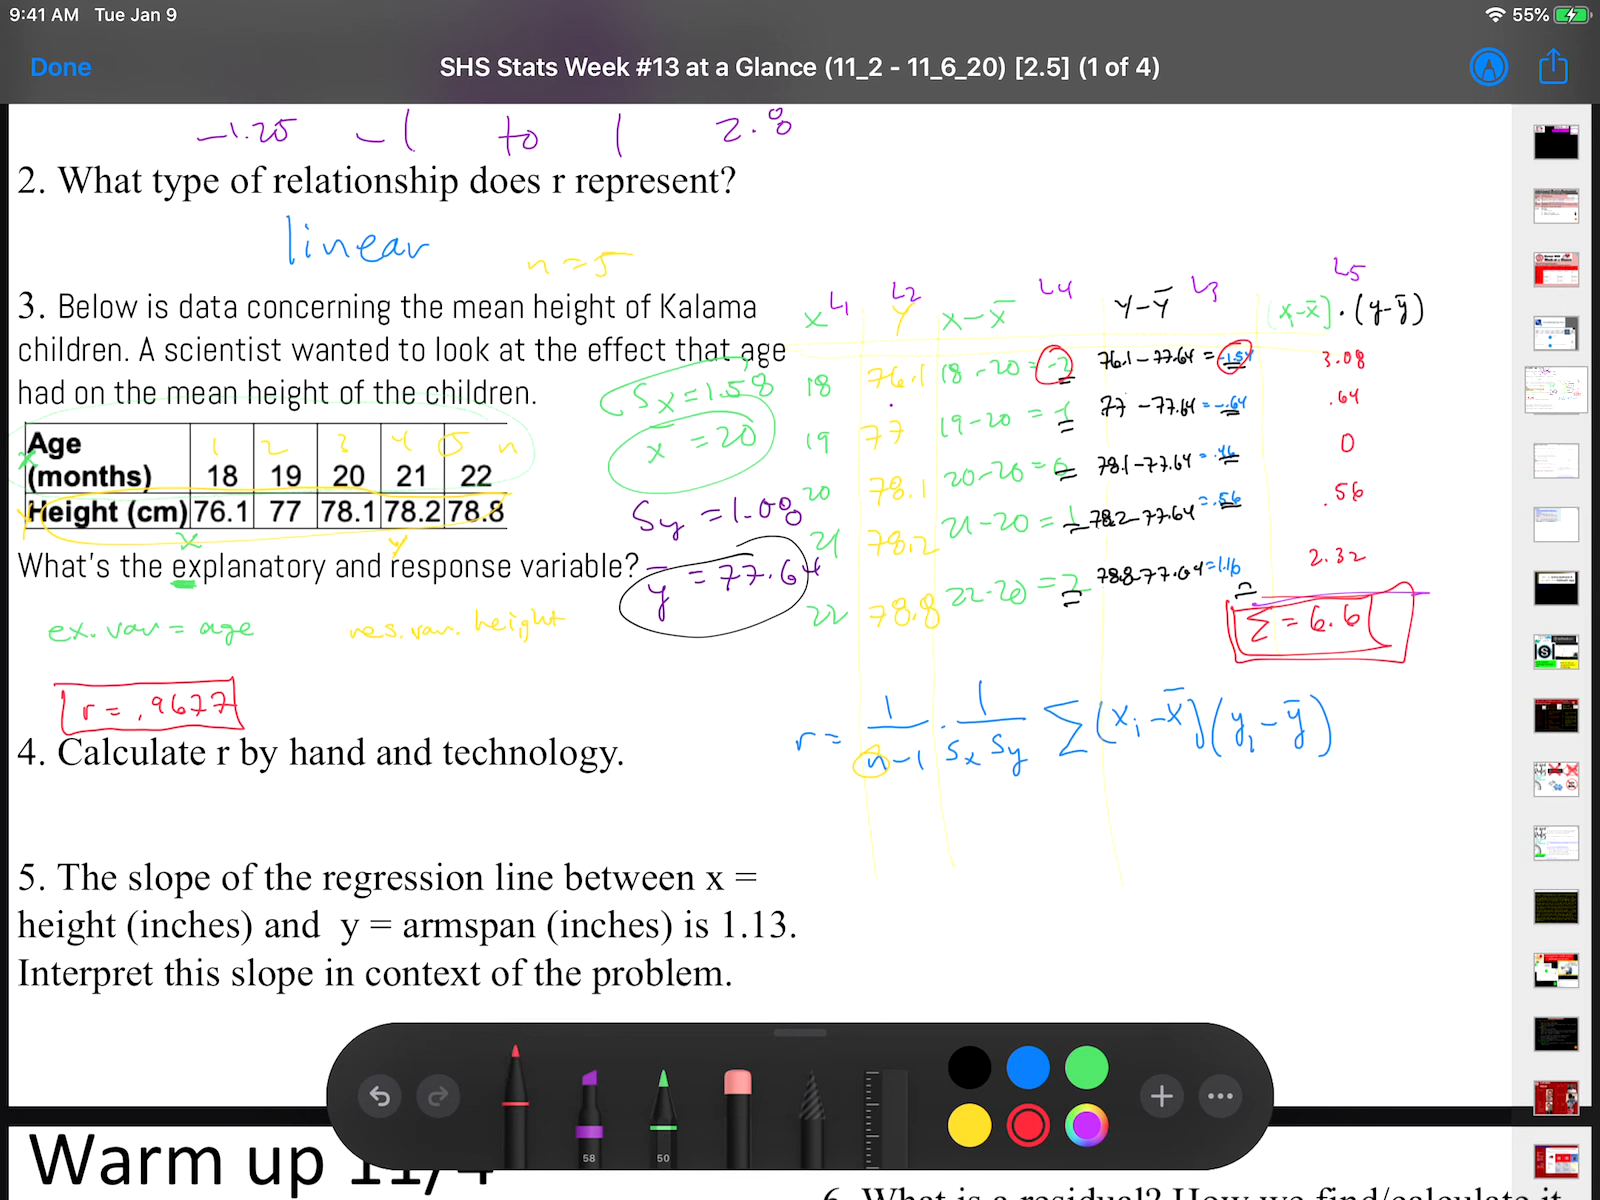 9:41 AM Tue Jan 9
55%
Done
SHS Stats Week #13 at a Glance (11_2 - 11_6_20) [2.5] (1 of 4)
-1.25 -1 to 1 2.8
2. What type of relationship does r represent?
linear
n = 5
3. Below is data concerning the mean height of Kalama
children. A scientist wanted to look at the effect that age
had on the mean height of the children.
1 2 3 4 5 n
x
Age
(months) 18 19 20 21 22
y
Height (cm) 76.1 77 78.1 78.2 78.8
x y
What's the explanatory and response variable?
ex. var = age res. var. height
Sx = 1.58
x̄ = 20
Sy = 1.08
ȳ = 77.64
L1 L2 L4 L3 L5
x y x - x̄ y - ȳ (x - x̄) · (y - ȳ)
18 76.1 18 - 20 = -2 76.1 - 77.64 = -1.54 3.08
19 77 19 - 20 = -1 77 - 77.64 = -.64 .64
20 78.1 20 - 20 = 0 78.1 - 77.64 = .46 0
21 78.2 21 - 20 = 1 78.2 - 77.64 = .56 .56
22 78.8 22 - 20 = 2 78.8 - 77.64 = 1.16 2.32
Σ = 6.6
r = 1/(n-1) · 1/(Sx Sy) Σ (xi - x̄)(yi - ȳ)
r = .9677
4. Calculate r by hand and technology.
5. The slope of the regression line between x =
height (inches) and y = armspan (inches) is 1.13.
Interpret this slope in context of the problem.
58 50
Warm up 11/4
6. What is a residual? How we find/calculate it